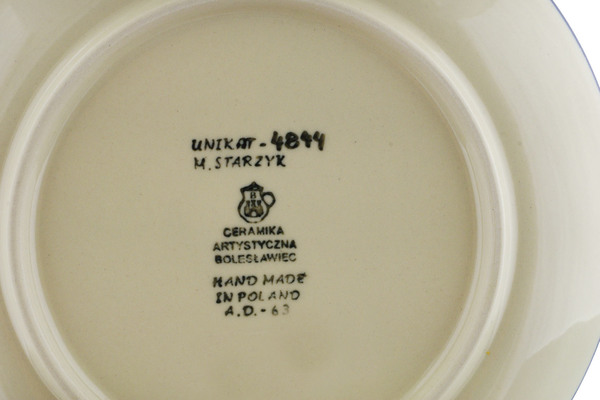 UNIKAT - 4844
M. STARZYK
B
CERAMIKA
ARTYSTYCZNA
BOLESŁAWIEC
HAND MADE
IN POLAND
A.D. - 63